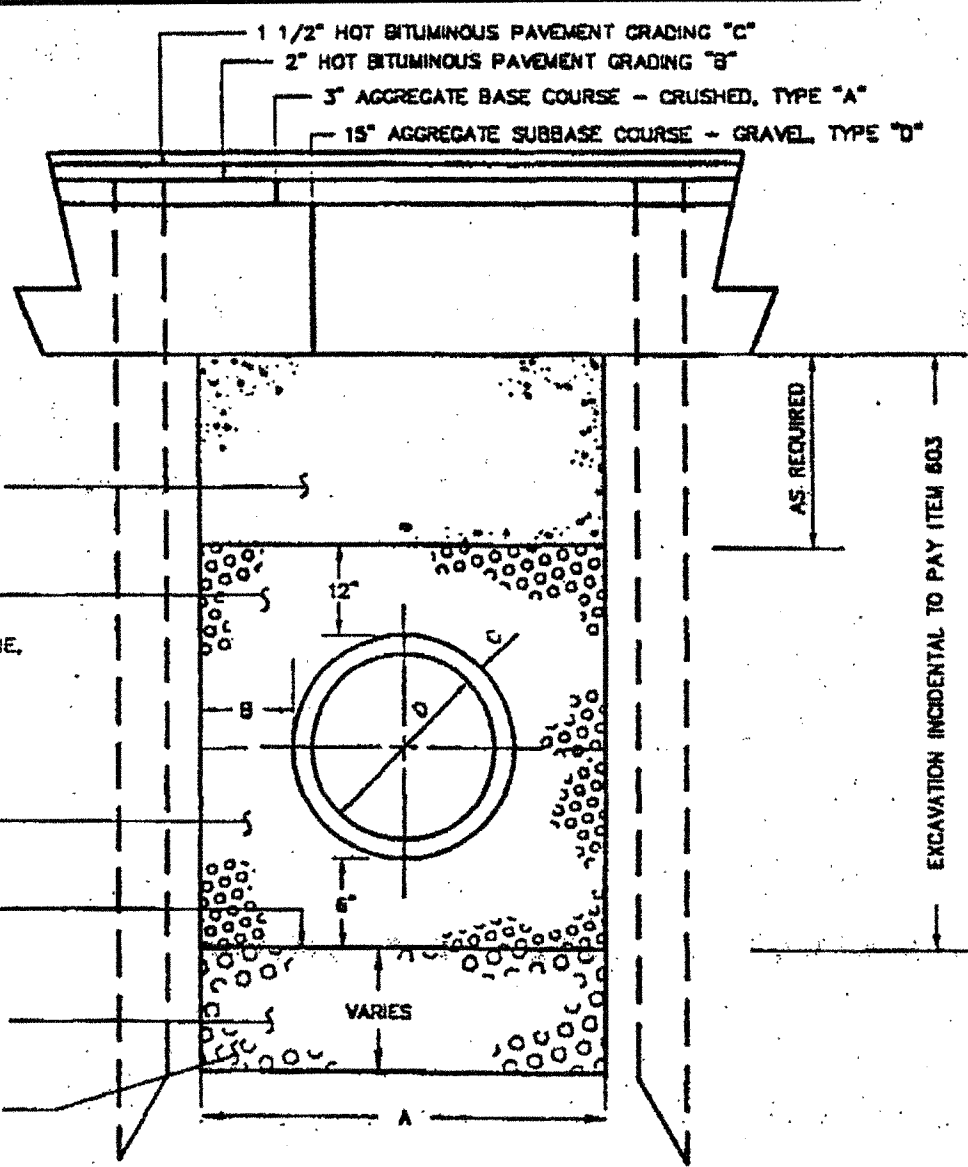 1 1/2" HOT BITUMINOUS PAVEMENT GRADING "C"
2" HOT BITUMINOUS PAVEMENT GRADING "B"
3" AGGREGATE BASE COURSE - CRUSHED, TYPE "A"
15" AGGREGATE SUBBASE COURSE - GRAVEL, TYPE "D"
AS REQUIRED
EXCAVATION INCIDENTAL TO PAY ITEM 603
12"
C
B
D
6"
VARIES
A